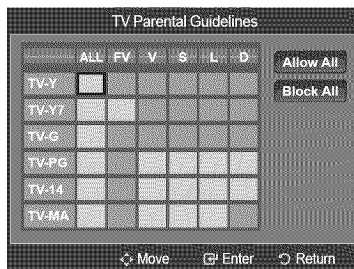 TV Parental Guidelines
ALL FV V S L D
Allow All
TV-Y
Block All
TV-Y7
TV-G
TV-PG
TV-14
TV-MA
Move Enter Return